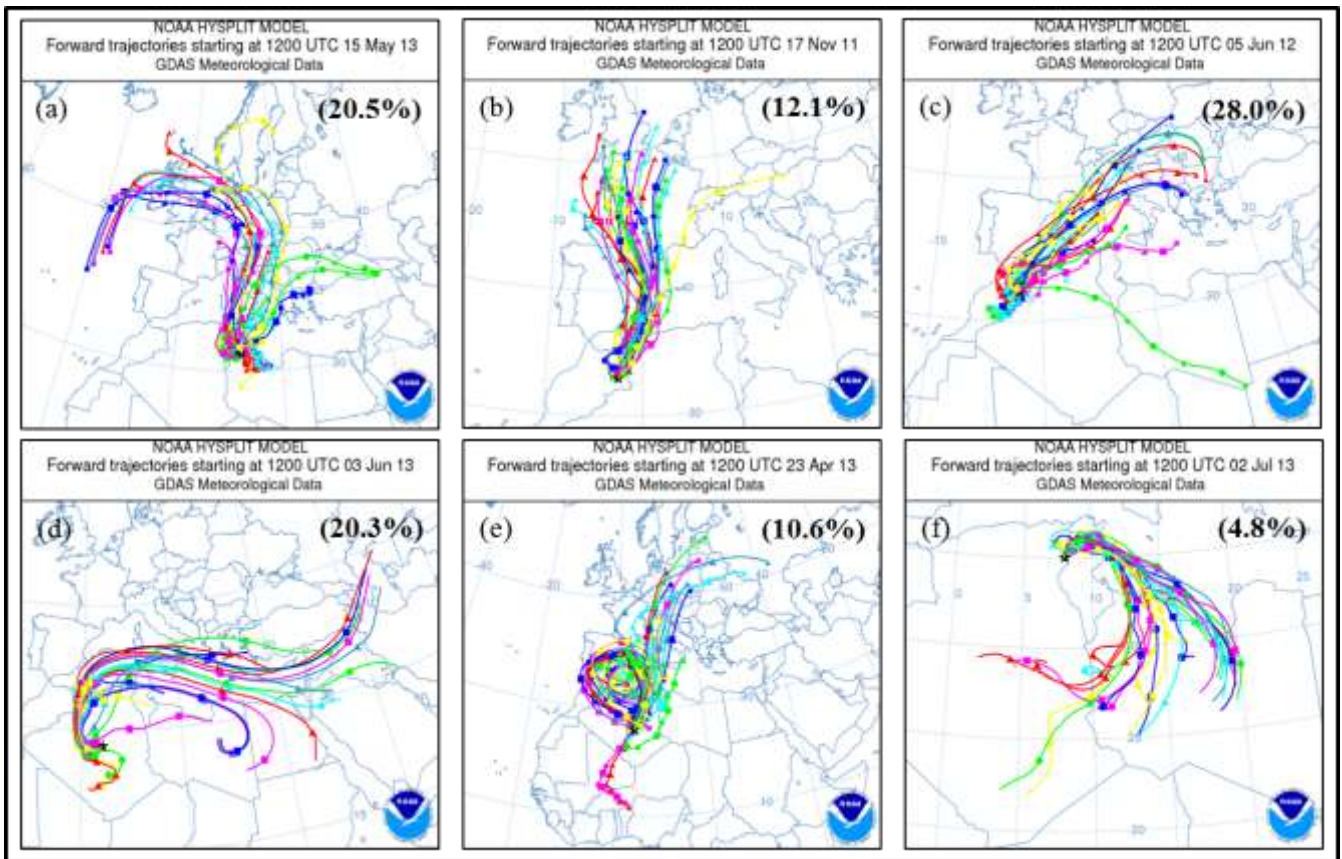 NOAA HYSPLIT MODEL
Forward trajectories starting at 1200 UTC 15 May 13
GDAS Meteorological Data
(a)
(20.5%)
NOAA HYSPLIT MODEL
Forward trajectories starting at 1200 UTC 17 Nov 11
GDAS Meteorological Data
(b)
(12.1%)
NOAA HYSPLIT MODEL
Forward trajectories starting at 1200 UTC 05 Jun 12
GDAS Meteorological Data
(c)
(28.0%)
NOAA HYSPLIT MODEL
Forward trajectories starting at 1200 UTC 03 Jun 13
GDAS Meteorological Data
(d)
(20.3%)
NOAA HYSPLIT MODEL
Forward trajectories starting at 1200 UTC 23 Apr 13
GDAS Meteorological Data
(e)
(10.6%)
NOAA HYSPLIT MODEL
Forward trajectories starting at 1200 UTC 02 Jul 13
GDAS Meteorological Data
(f)
(4.8%)